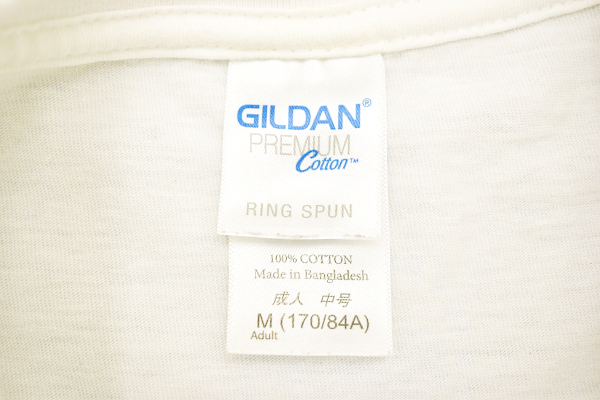 GILDAN®
PREMIUM
Cotton™
RING SPUN
100% COTTON
Made in Bangladesh
成人 中号
M (170/84A)
Adult